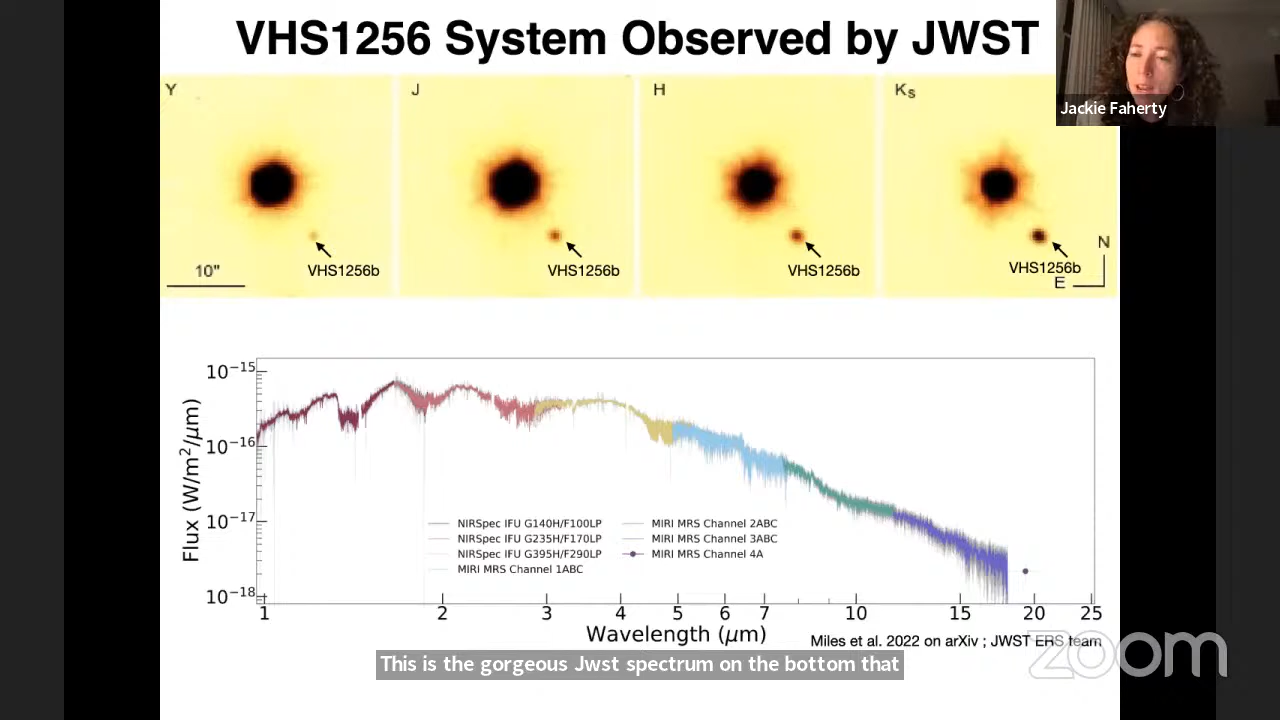 VHS1256 System Observed by JWST
Jackie Faherty
Y
J
H
Ks
VHS1256b
VHS1256b
VHS1256b
VHS1256b
10"
N
E
Flux (W/m²/μm)
10⁻¹⁵
10⁻¹⁶
10⁻¹⁷
10⁻¹⁸
NIRSpec IFU G140H/F100LP
NIRSpec IFU G235H/F170LP
NIRSpec IFU G395H/F290LP
MIRI MRS Channel 1ABC
MIRI MRS Channel 2ABC
MIRI MRS Channel 3ABC
MIRI MRS Channel 4A
1 2 3 4 5 6 7 10 15 20 25
Wavelength (μm)
Miles et al. 2022 on arXiv ; JWST ERS team
zoom
This is the gorgeous Jwst spectrum on the bottom that